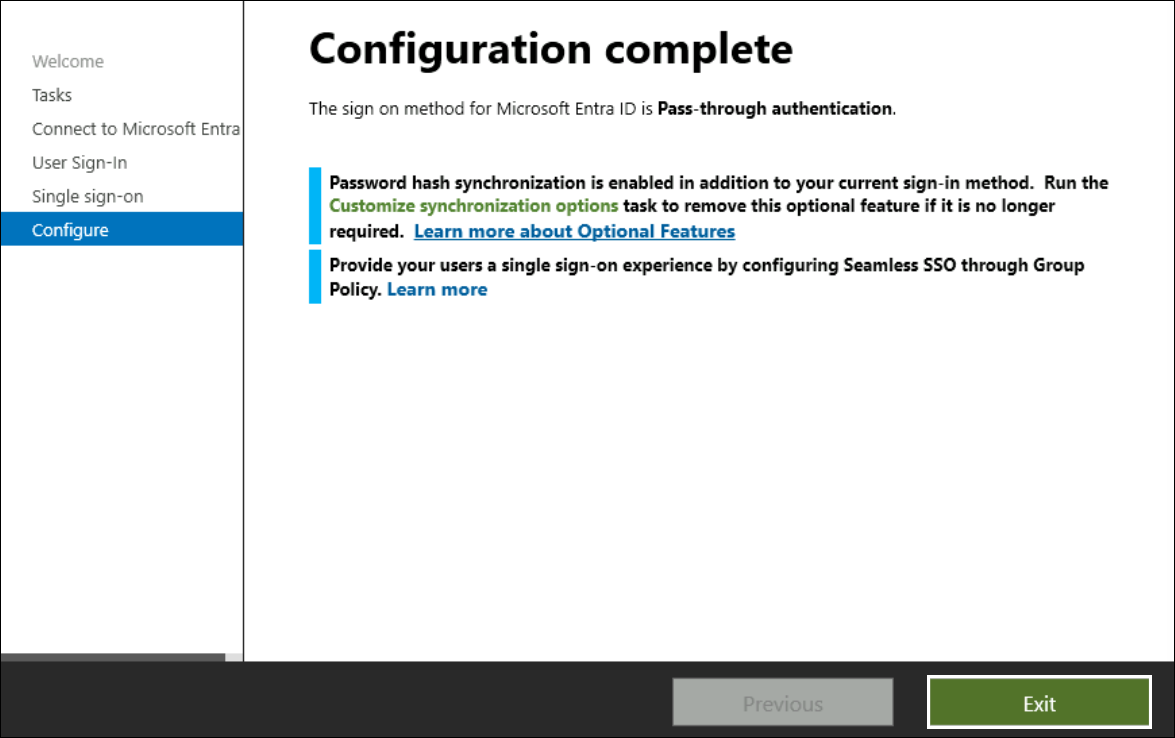 Welcome
Tasks
Connect to Microsoft Entra
User Sign-In
Single sign-on
Configure
Configuration complete
The sign on method for Microsoft Entra ID is Pass-through authentication.
Password hash synchronization is enabled in addition to your current sign-in method.  Run the
Customize synchronization options task to remove this optional feature if it is no longer
required.  Learn more about Optional Features
Provide your users a single sign-on experience by configuring Seamless SSO through Group
Policy. Learn more
Previous
Exit